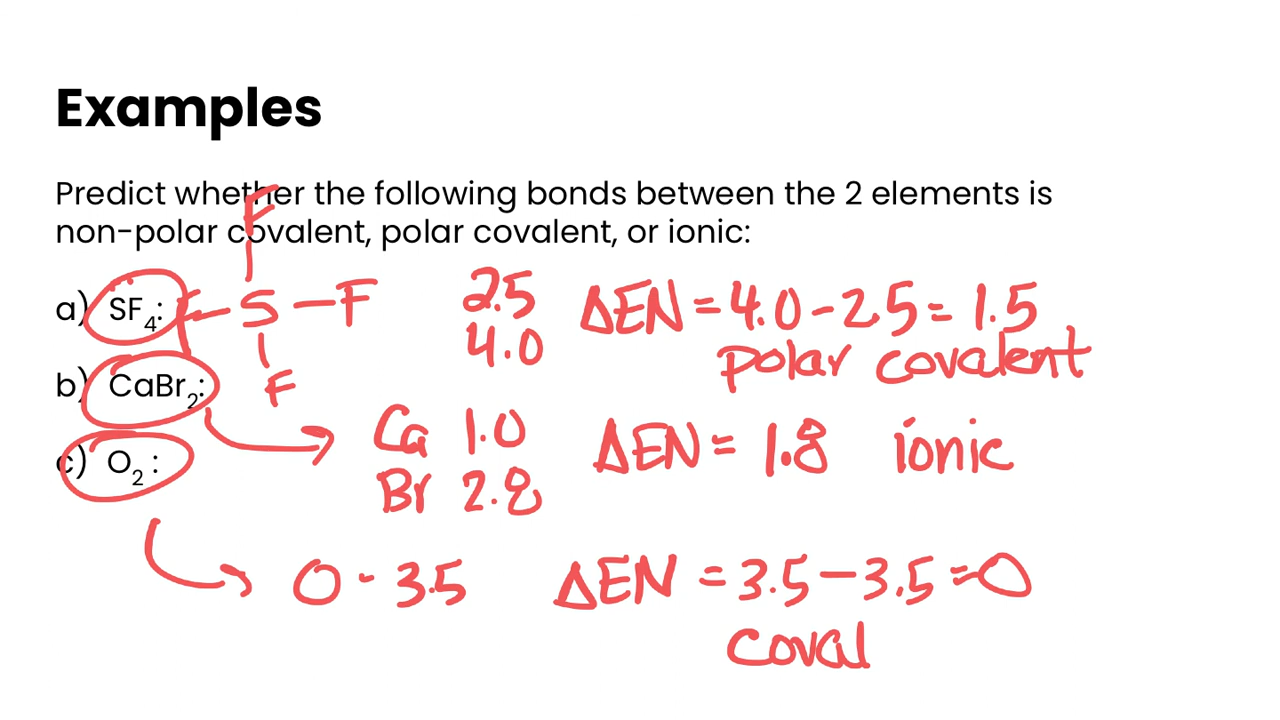 Examples
Predict whether the following bonds between the 2 elements is
non-polar covalent, polar covalent, or ionic:
F
a) SF4: F – S – F 2.5 ΔEN = 4.0 – 2.5 = 1.5
4.0 polar covalent
b) CaBr2: F
Ca 1.0 ΔEN = 1.8 ionic
c) O2 :
Br 2.8
O - 3.5 ΔEN = 3.5 – 3.5 = 0
coval